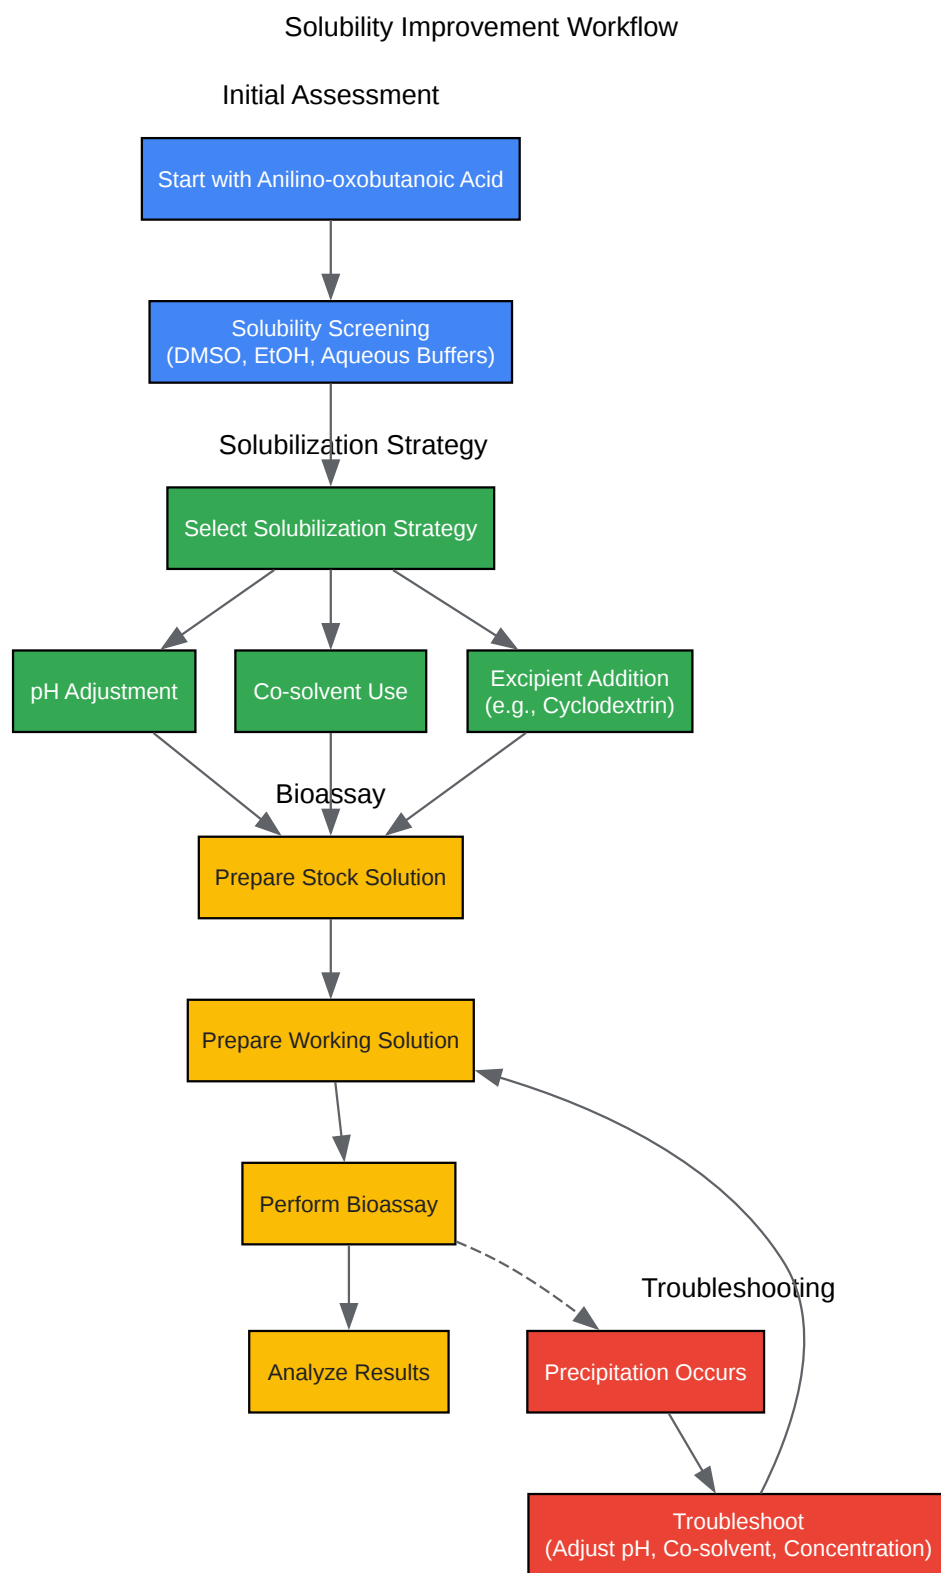 Solubility Improvement Workflow
Initial Assessment
Start with Anilino-oxobutanoic Acid
Solubility Screening
(DMSO, EtOH, Aqueous Buffers)
Solubilization Strategy
Select Solubilization Strategy
pH Adjustment
Co-solvent Use
Excipient Addition
(e.g., Cyclodextrin)
Bioassay
Prepare Stock Solution
Prepare Working Solution
Perform Bioassay
Troubleshooting
Analyze Results
Precipitation Occurs
Troubleshoot
(Adjust pH, Co-solvent, Concentration)